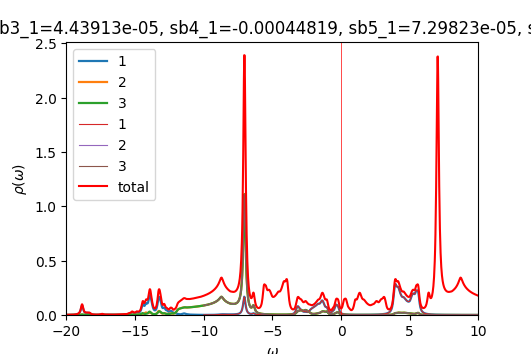 b3_1=4.43913e-05, sb4_1=-0.00044819, sb5_1=7.29823e-05, s
2.5
2.0
1.5
1.0
0.5
0.0
ρ(ω)
1
2
3
1
2
3
total
−20 −15 −10 −5 0 5 10
ω